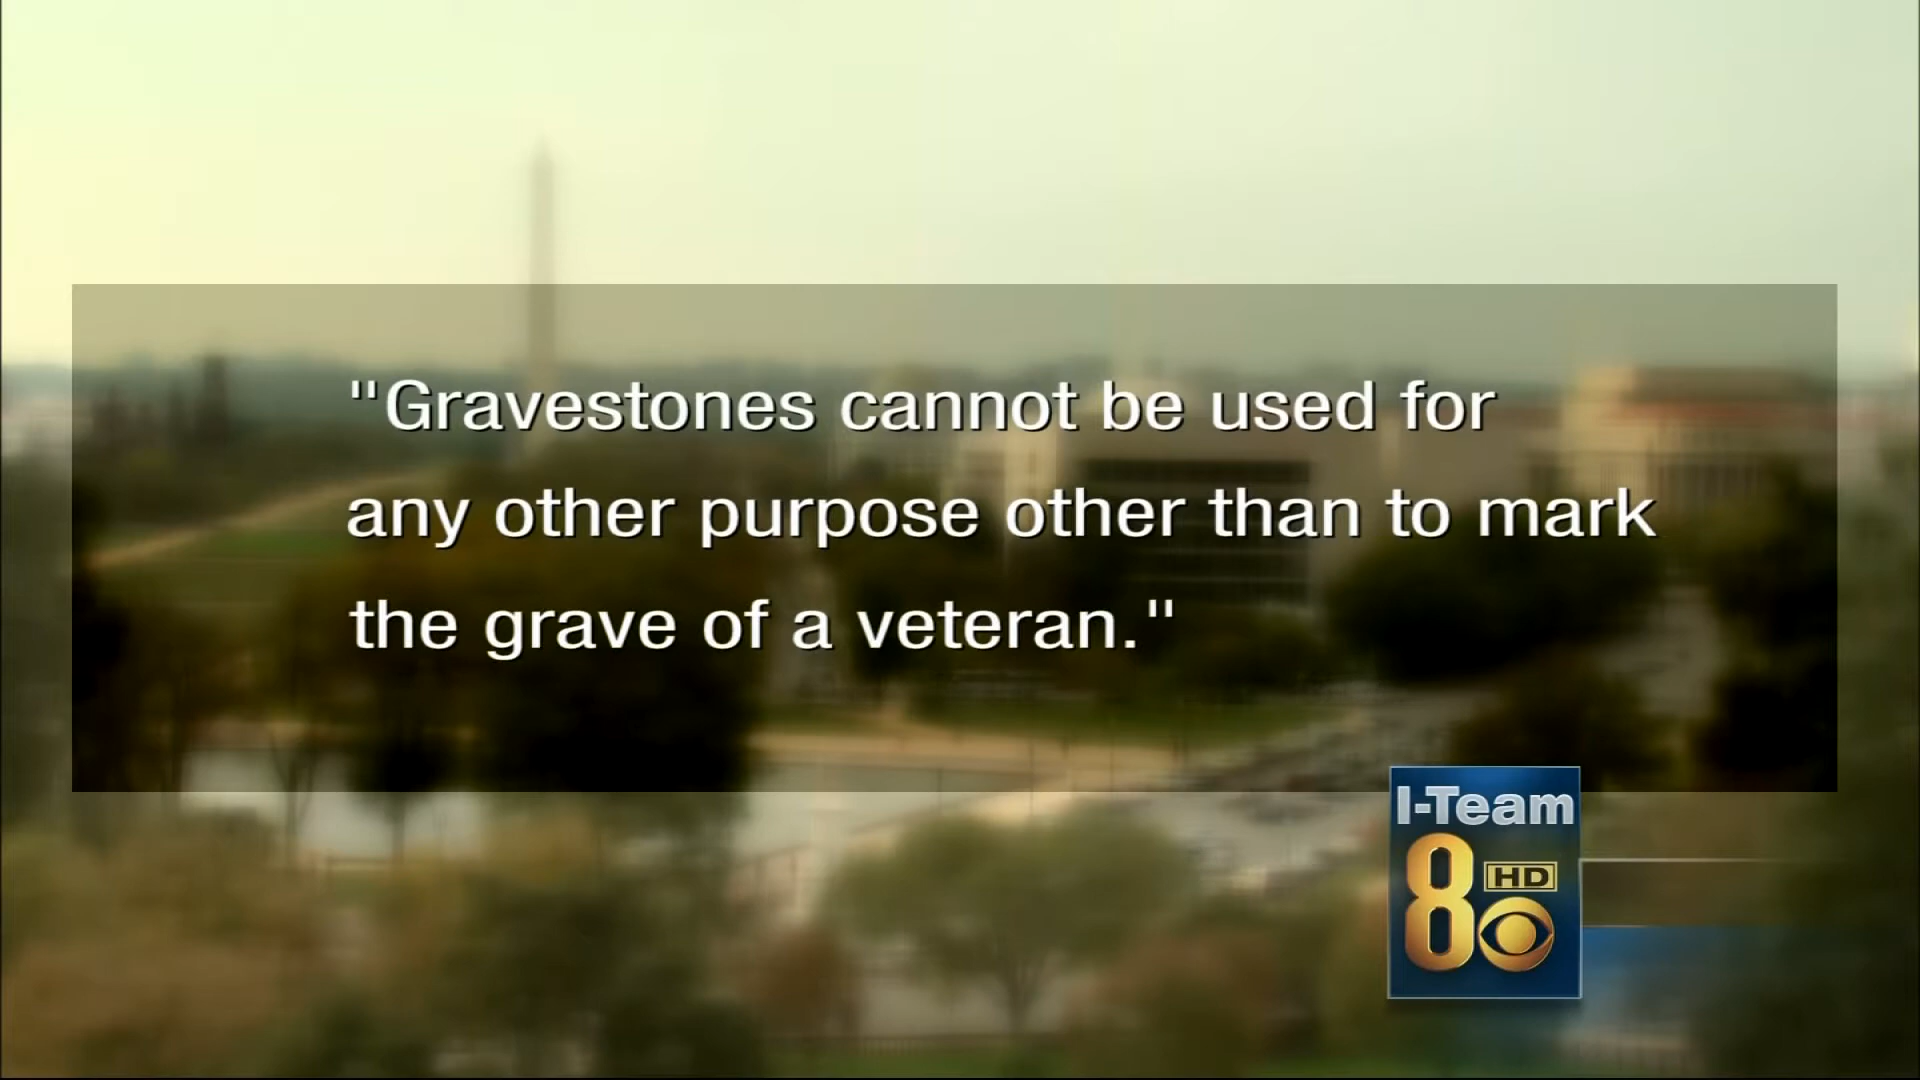 "Gravestones cannot be used for
any other purpose other than to mark
the grave of a veteran."
I-Team
8 HD